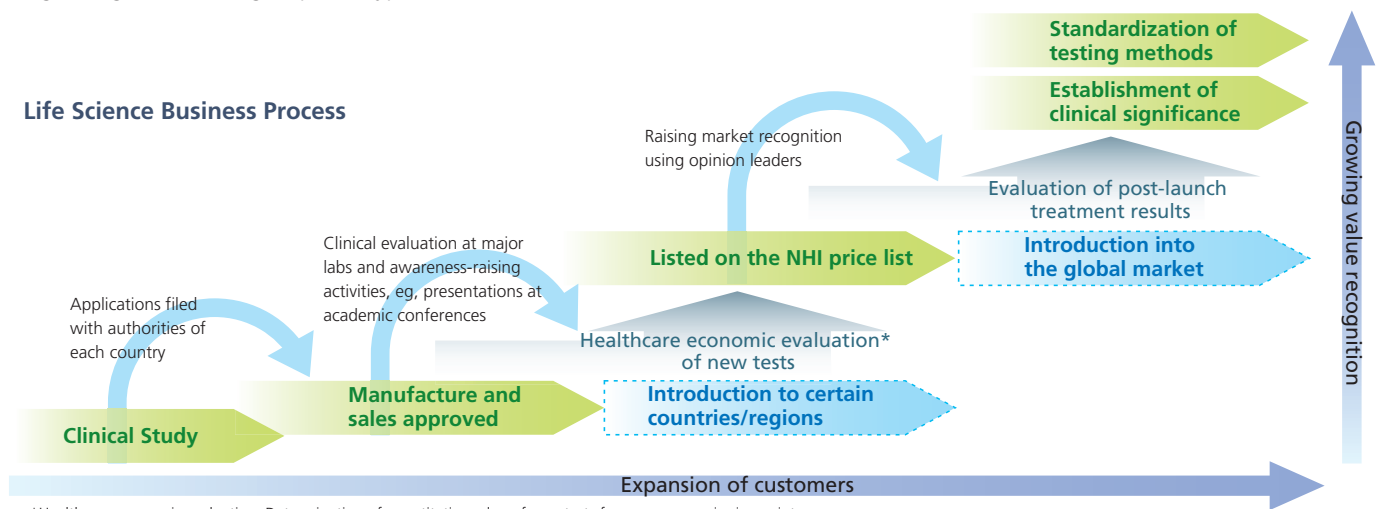 Life Science Business Process
Standardization of
testing methods
Establishment of
clinical significance
Raising market recognition
using opinion leaders
Evaluation of post-launch
treatment results
Clinical evaluation at major
labs and awareness-raising
activities, eg, presentations at
academic conferences
Listed on the NHI price list
Introduction into
the global market
Applications filed
with authorities of
each country
Healthcare economic evaluation*
of new tests
Manufacture and
sales approved
Introduction to certain
countries/regions
Clinical Study
Growing value recognition
Expansion of customers